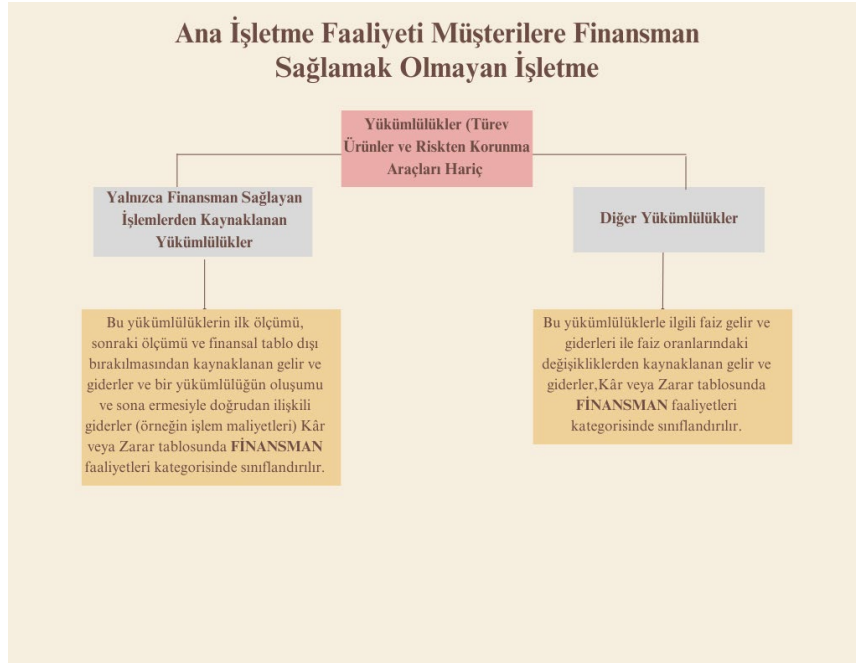 Ana İşletme Faaliyeti Müşterilere Finansman
Sağlamak Olmayan İşletme
Yükümlülükler (Türev
Ürünler ve Riskten Korunma
Araçları Hariç
Yalnızca Finansman Sağlayan
İşlemlerden Kaynaklanan
Yükümlülükler
Diğer Yükümlülükler
Bu yükümlülüklerin ilk ölçümü,
sonraki ölçümü ve finansal tablo dışı
bırakılmasından kaynaklanan gelir ve
giderler ve bir yükümlülüğün oluşumu
ve sona ermesiyle doğrudan ilişkili
giderler (örneğin işlem maliyetleri) Kâr
veya Zarar tablosunda FİNANSMAN
faaliyetleri kategorisinde sınıflandırılır.
Bu yükümlülüklerle ilgili faiz gelir ve
giderleri ile faiz oranlarındaki
değişikliklerden kaynaklanan gelir ve
giderler,Kâr veya Zarar tablosunda
FİNANSMAN faaliyetleri
kategorisinde sınıflandırılır.